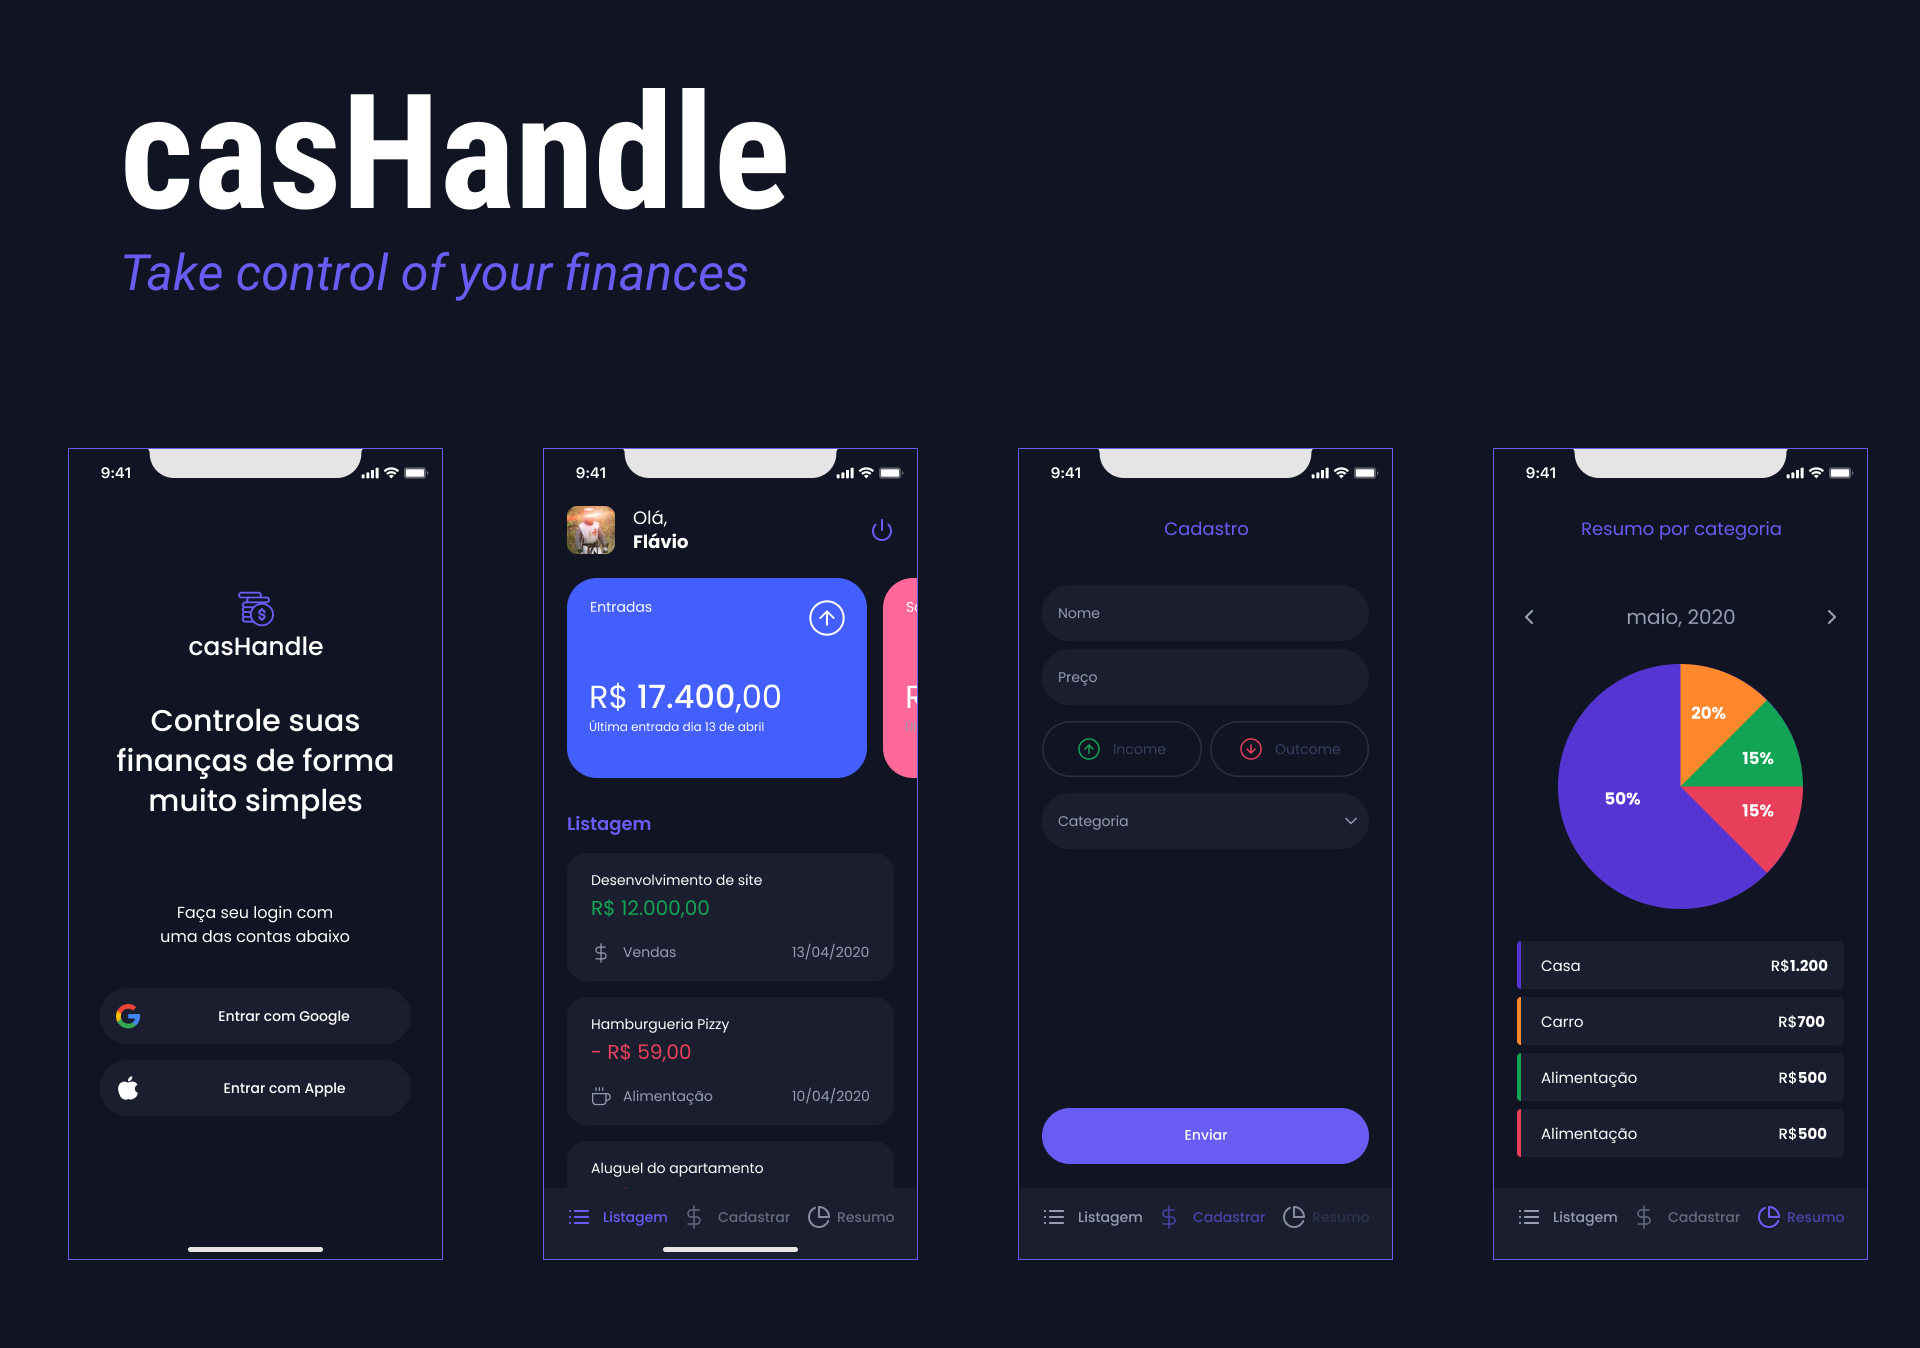 casHandle
Take control of your finances
9:41
casHandle
Controle suas
finanças de forma
muito simples
Faça seu login com
uma das contas abaixo
Entrar com Google
Entrar com Apple
9:41
Olá,
Flávio
Entradas
R$ 17.400,00
Última entrada dia 13 de abril
Listagem
Desenvolvimento de site
R$ 12.000,00
Vendas 13/04/2020
Hamburgueria Pizzy
- R$ 59,00
Alimentação 10/04/2020
Aluguel do apartamento
Listagem Cadastrar Resumo
9:41
Cadastro
Nome
Preço
Income Outcome
Categoria
Enviar
Listagem Cadastrar Resumo
9:41
Resumo por categoria
maio, 2020
20%
15%
50%
15%
Casa R$1.200
Carro R$700
Alimentação R$500
Alimentação R$500
Listagem Cadastrar Resumo